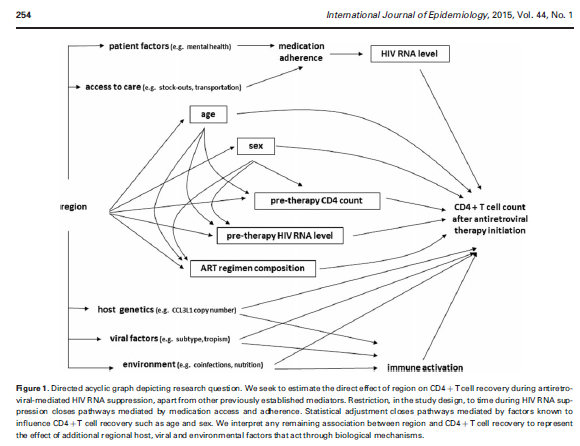 254 International Journal of Epidemiology, 2015, Vol. 44, No. 1
patient factors (e.g. mental health)
medication
adherence
HIV RNA level
access to care (e.g. stock-outs, transportation)
age
sex
region
pre-therapy CD4 count
CD4+ T cell count
after antiretroviral
therapy initiation
pre-therapy HIV RNA level
ART regimen composition
host genetics (e.g. CCL3L1 copy number)
viral factors (e.g. subtype, tropism)
environment (e.g. coinfections, nutrition)
immune activation
Figure 1. Directed acyclic graph depicting research question. We seek to estimate the direct effect of region on CD4 + T cell recovery during antiretro-
viral-mediated HIV RNA suppression, apart from other previously established mediators. Restriction, in the study design, to time during HIV RNA sup-
pression closes pathways mediated by medication access and adherence. Statistical adjustment closes pathways mediated by factors known to
influence CD4 +T cell recovery such as age and sex. We interpret any remaining association between region and CD4 + T cell recovery to represent
the effect of additional regional host, viral and environmental factors that act through biological mechanisms.